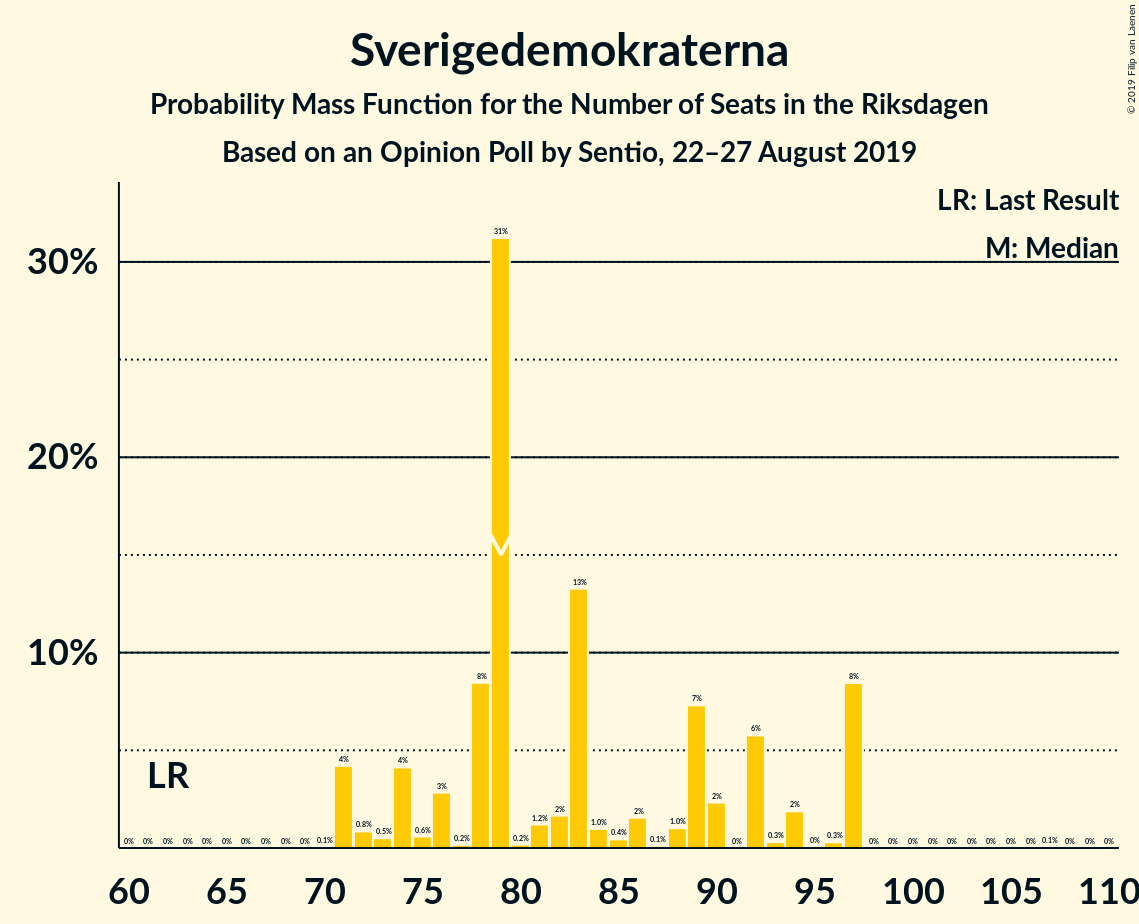 Sverigedemokraterna
Probability Mass Function for the Number of Seats in the Riksdagen
Based on an Opinion Poll by Sentio, 22–27 August 2019
© 2019 Filip van Laenen
LR: Last Result
M: Median
30%
20%
10%
LR
0% 0% 0% 0% 0% 0% 0% 0% 0% 0% 0.1% 4% 0.8% 0.5% 4% 0.6% 3% 0.2% 8% 31% 0.2% 1.2% 2% 13% 1.0% 0.4% 2% 0.1% 1.0% 7% 2% 0% 6% 0.3% 2% 0% 0.3% 8% 0% 0% 0% 0% 0% 0% 0% 0% 0% 0.1% 0% 0% 0%
60 65 70 75 80 85 90 95 100 105 110